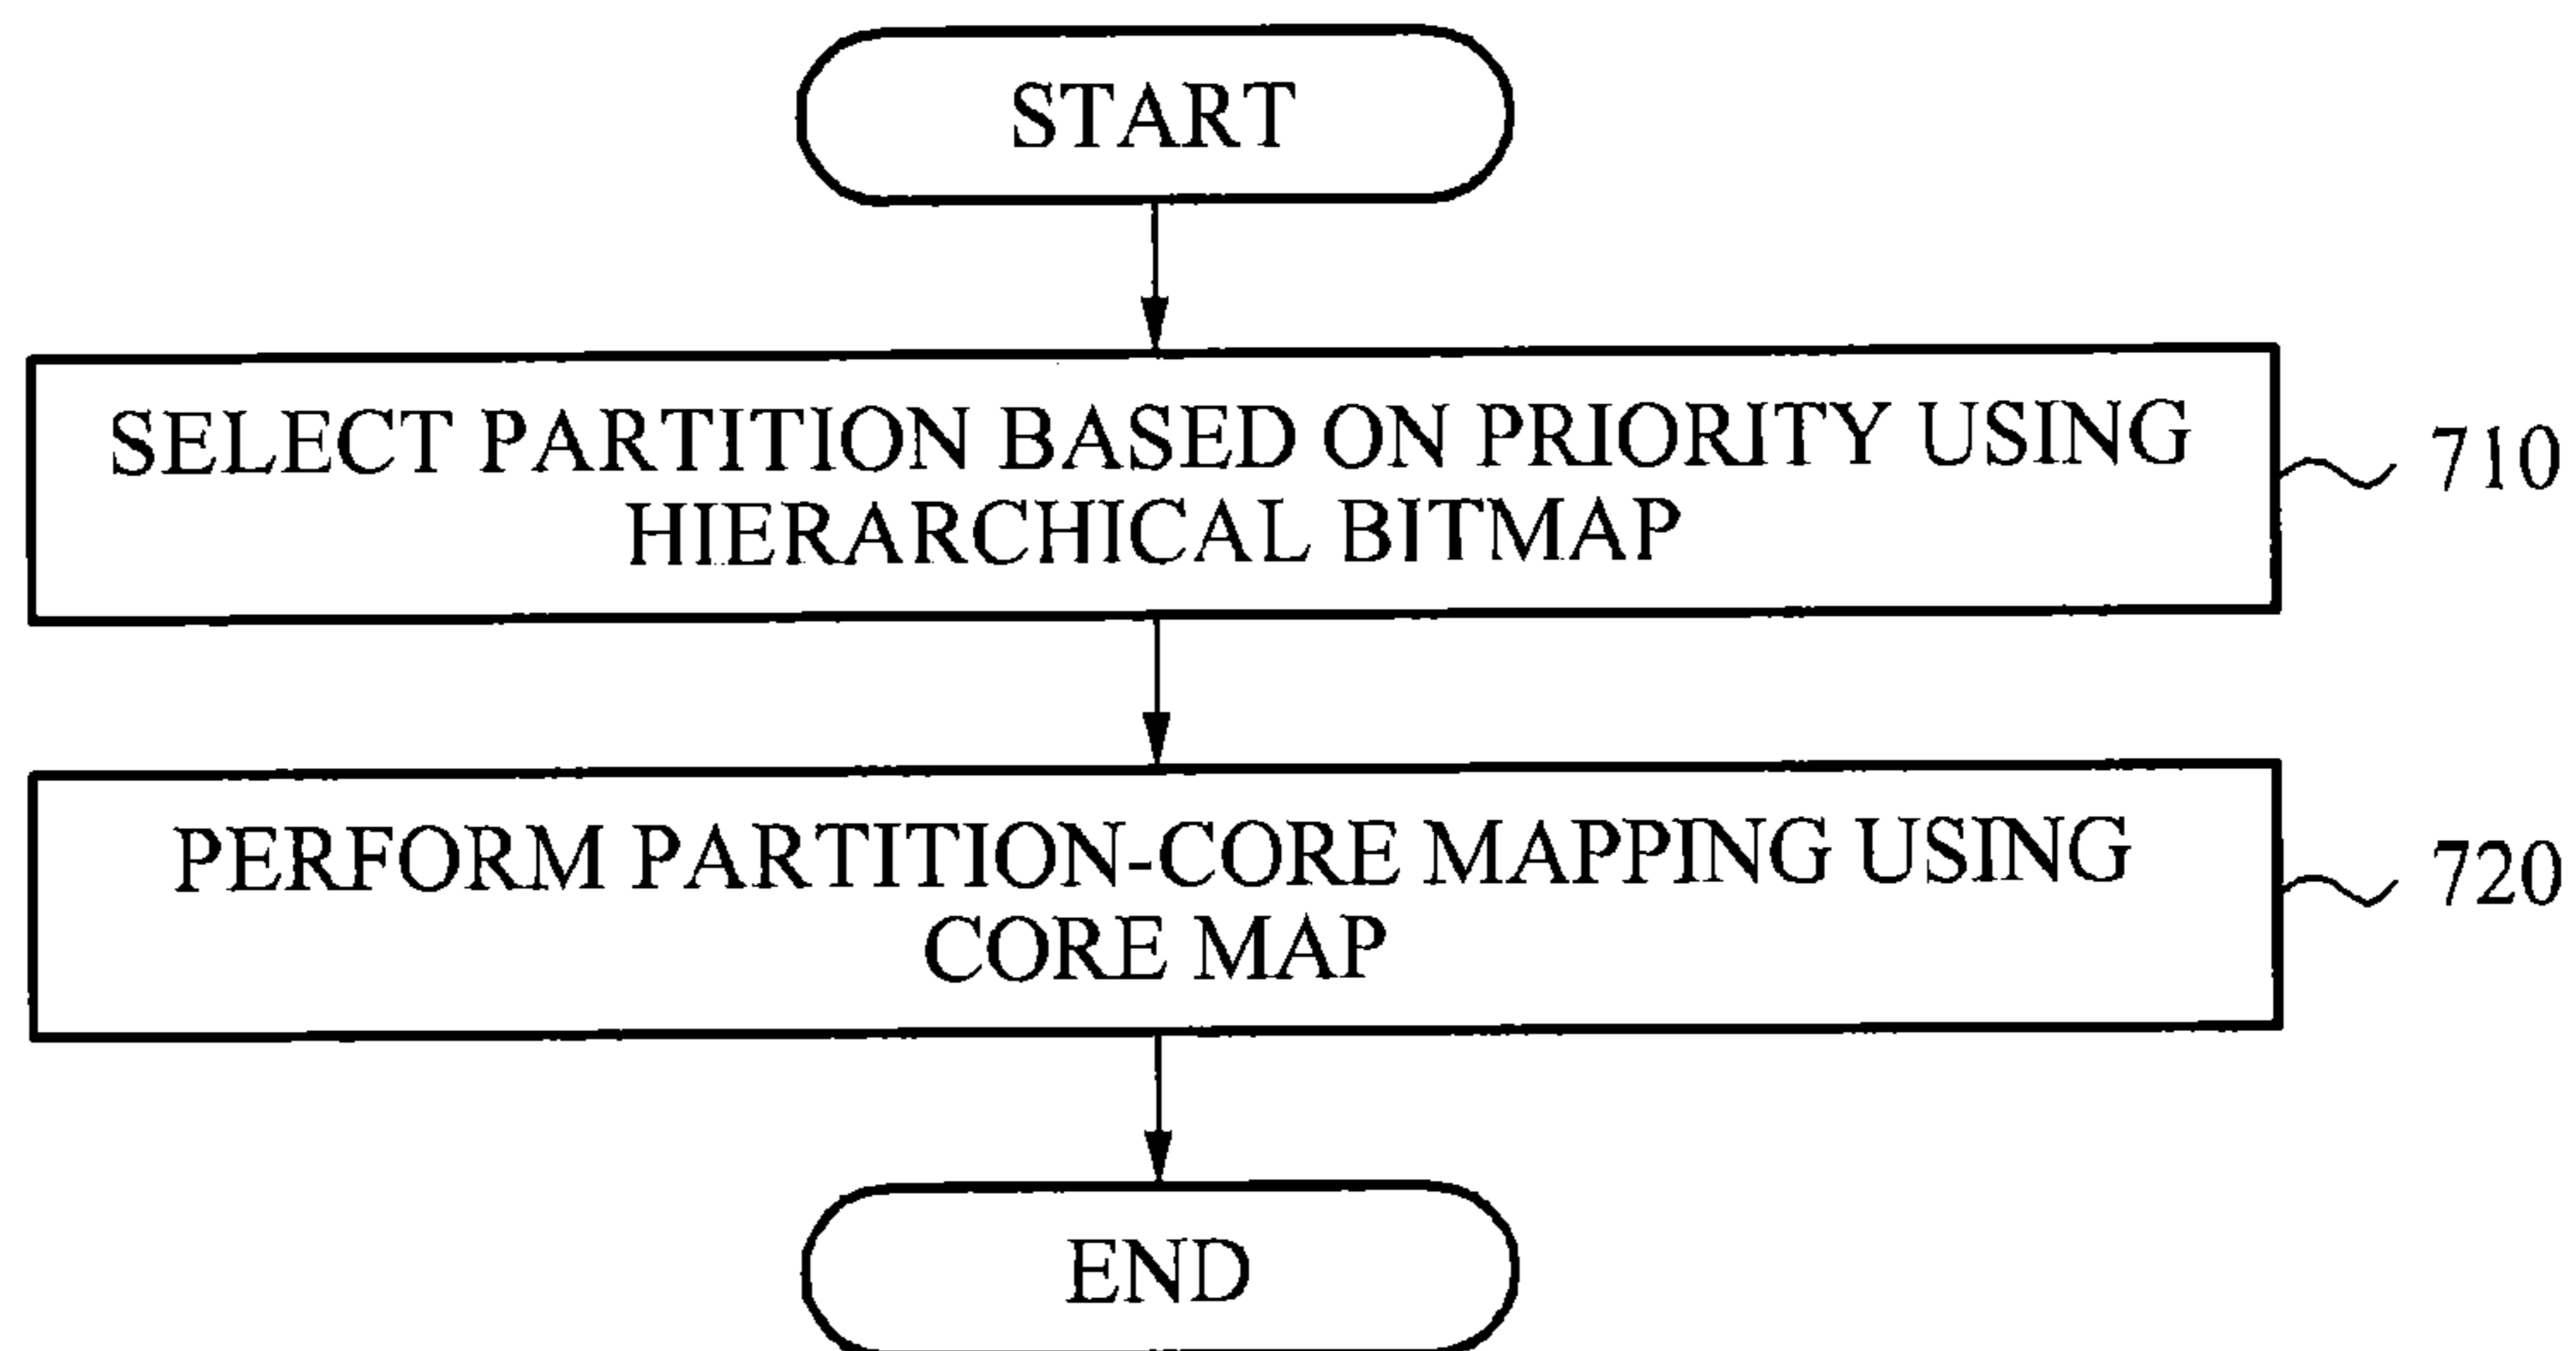 START
SELECT PARTITION BASED ON PRIORITY USING
HIERARCHICAL BITMAP
710
PERFORM PARTITION-CORE MAPPING USING
CORE MAP
720
END